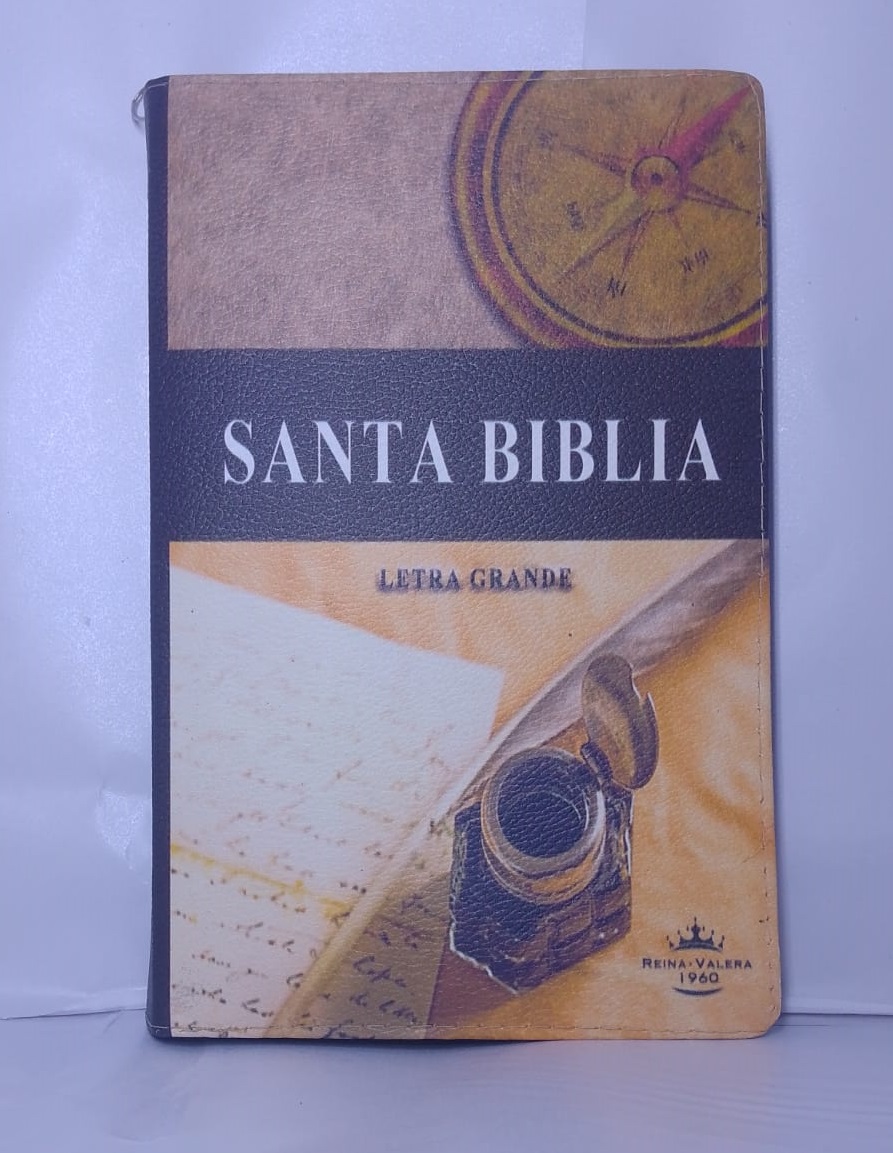 SANTA BIBLIA
LETRA GRANDE
REINA-VALERA
1960